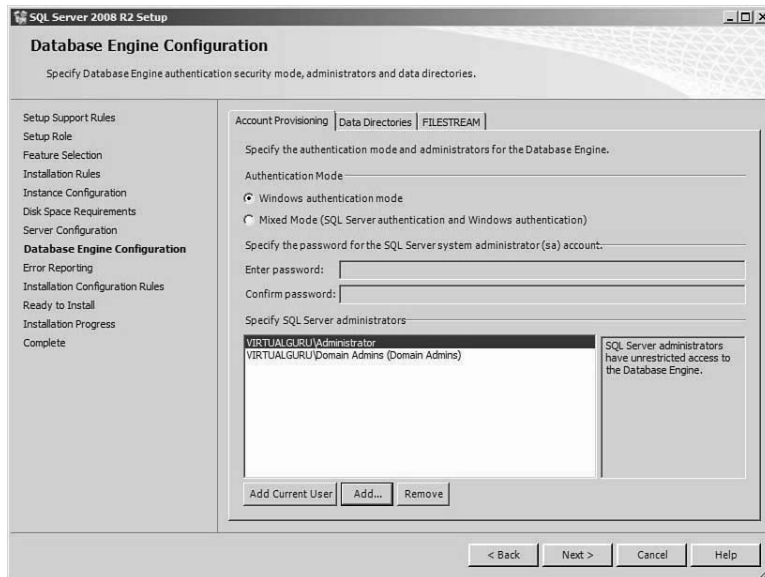 SQL Server 2008 R2 Setup
Database Engine Configuration
Specify Database Engine authentication security mode, administrators and data directories.
Setup Support Rules
Setup Role
Feature Selection
Installation Rules
Instance Configuration
Disk Space Requirements
Server Configuration
Database Engine Configuration
Error Reporting
Installation Configuration Rules
Ready to Install
Installation Progress
Complete
Account Provisioning Data Directories FILESTREAM
Specify the authentication mode and administrators for the Database Engine.
Authentication Mode
Windows authentication mode
Mixed Mode (SQL Server authentication and Windows authentication)
Specify the password for the SQL Server system administrator (sa) account.
Enter password:
Confirm password:
Specify SQL Server administrators
VIRTUALGURU\Administrator
VIRTUALGURU\Domain Admins (Domain Admins)
SQL Server administrators
have unrestricted access to
the Database Engine.
Add Current User Add... Remove
< Back Next > Cancel Help